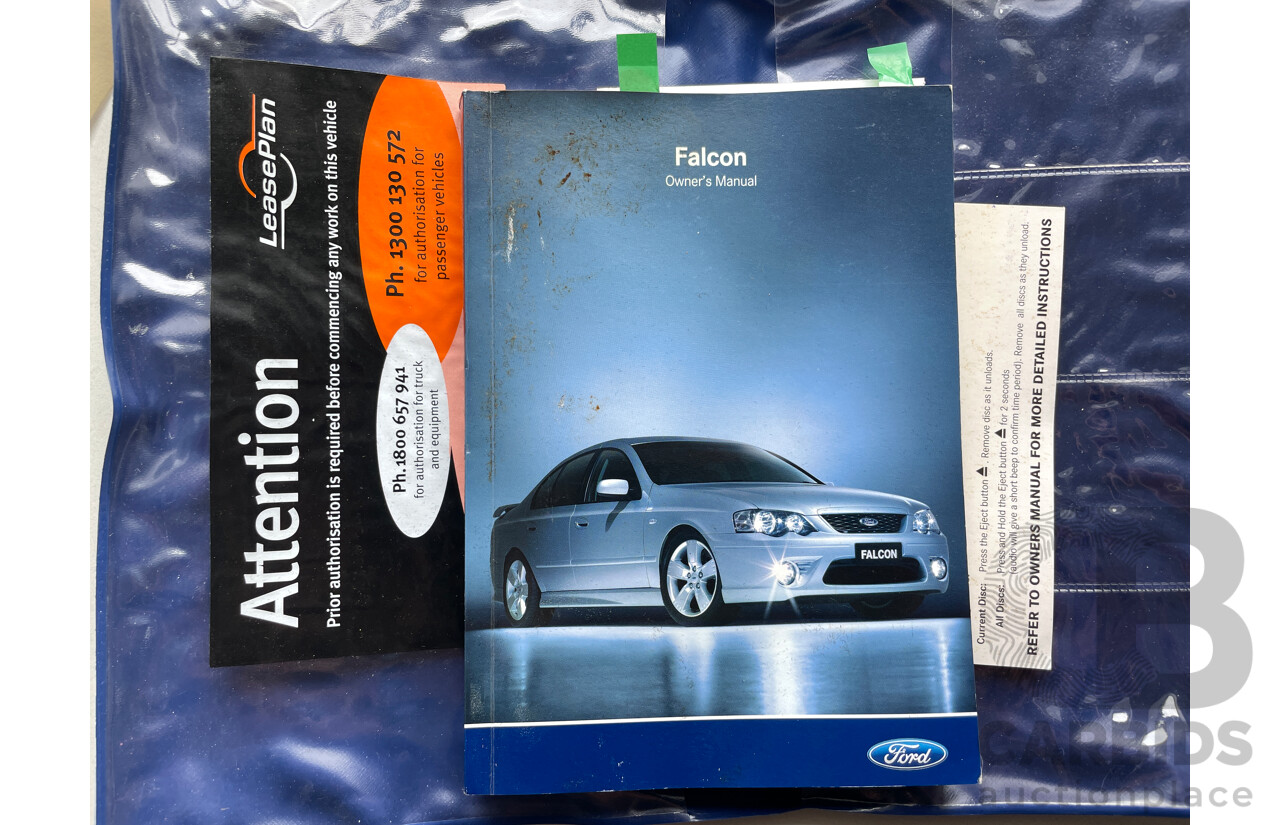 Attention
LeasePlan
Prior authorisation is required before commencing any work on this vehicle
Ph. 1300 130 572
for authorisation for
passenger vehicles
Ph. 1800 657 941
for authorisation for truck
and equipment
Falcon
Owner's Manual
FALCON
Ford
Current Disc: Press the Eject button ⏏. Remove disc as it unloads.
All Discs: Press and Hold the Eject button ⏏ for 2 seconds
(audio will give a short beep to confirm time period). Remove all discs as they unload.
REFER TO OWNERS MANUAL FOR MORE DETAILED INSTRUCTIONS
B
CARBIDS
auctionplace